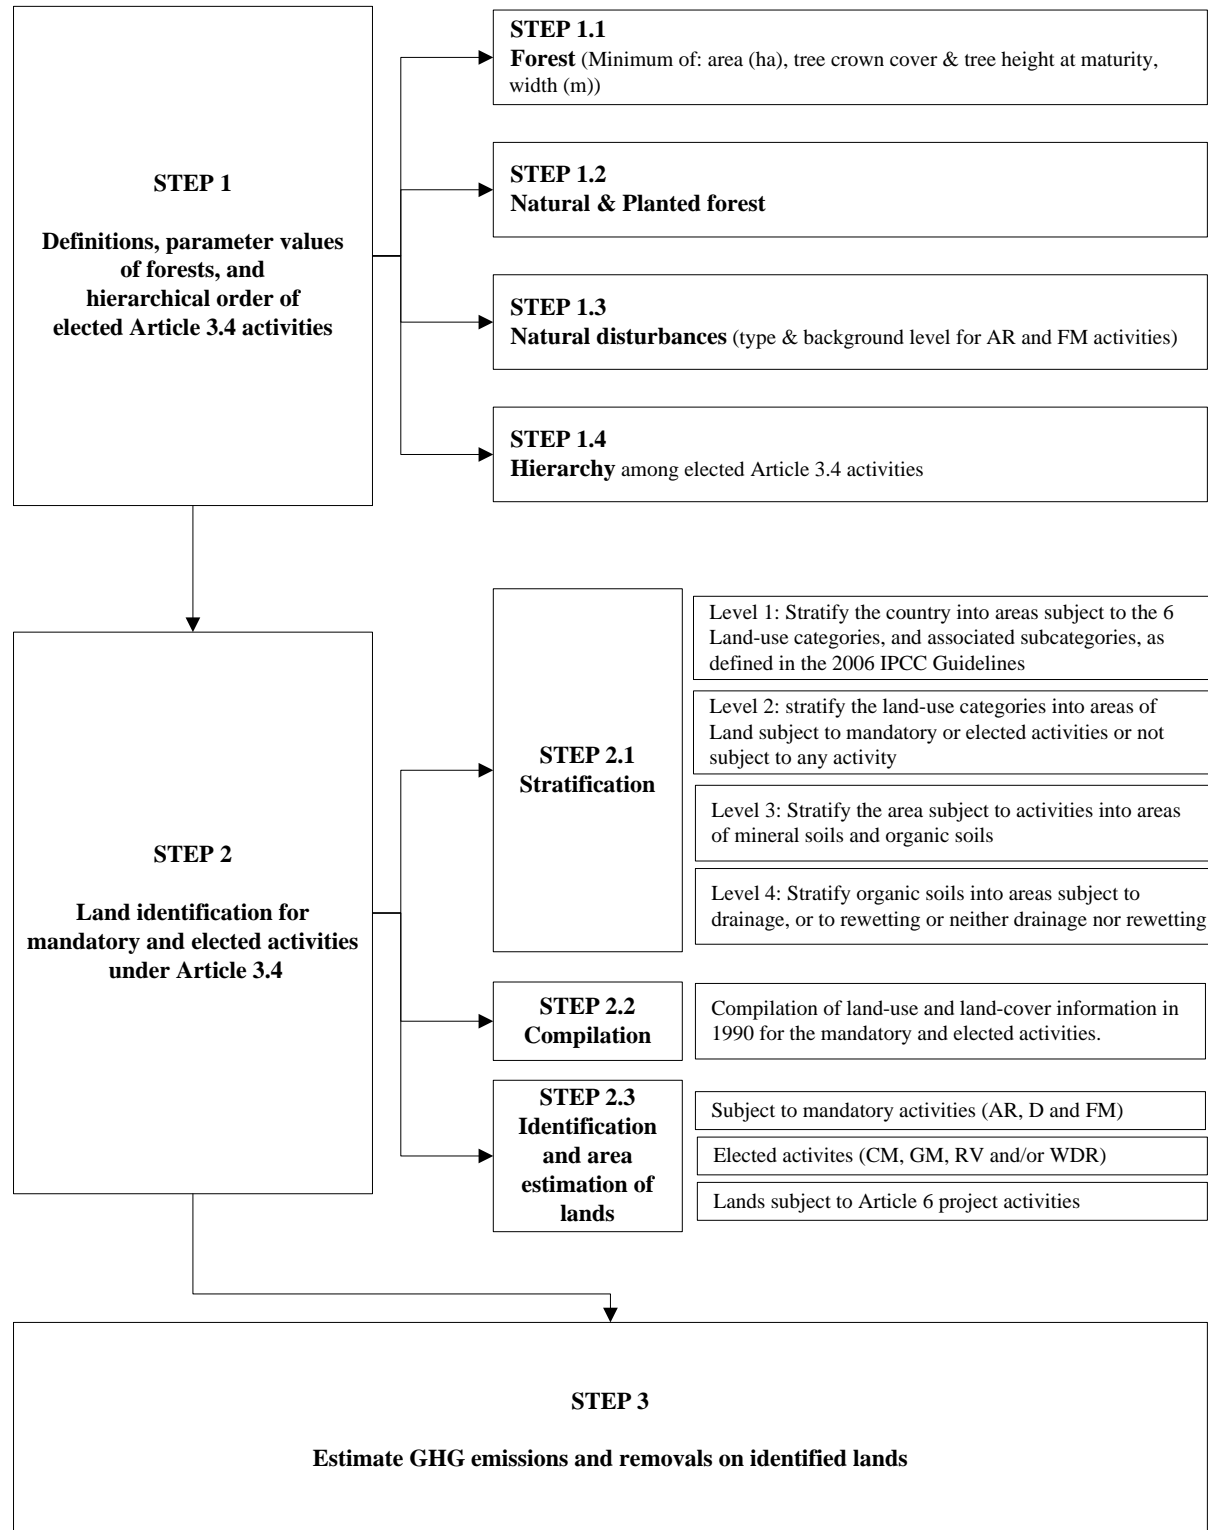 STEP 1
Definitions, parameter values
of forests, and
hierarchical order of
elected Article 3.4 activities
STEP 1.1
Forest (Minimum of: area (ha), tree crown cover & tree height at maturity,
width (m))
STEP 1.2
Natural & Planted forest
STEP 1.3
Natural disturbances (type & background level for AR and FM activities)
STEP 1.4
Hierarchy among elected Article 3.4 activities
STEP 2
Land identification for
mandatory and elected activities
under Article 3.4
STEP 2.1
Stratification
Level 1: Stratify the country into areas subject to the 6
Land-use categories, and associated subcategories, as
defined in the 2006 IPCC Guidelines
Level 2: stratify the land-use categories into areas of
Land subject to mandatory or elected activities or not
subject to any activity
Level 3: Stratify the area subject to activities into areas
of mineral soils and organic soils
Level 4: Stratify organic soils into areas subject to
drainage, or to rewetting or neither drainage nor rewetting
STEP 2.2
Compilation
Compilation of land-use and land-cover information in
1990 for the mandatory and elected activities.
STEP 2.3
Identification
and area
estimation of
lands
Subject to mandatory activities (AR, D and FM)
Elected activites (CM, GM, RV and/or WDR)
Lands subject to Article 6 project activities
STEP 3
Estimate GHG emissions and removals on identified lands